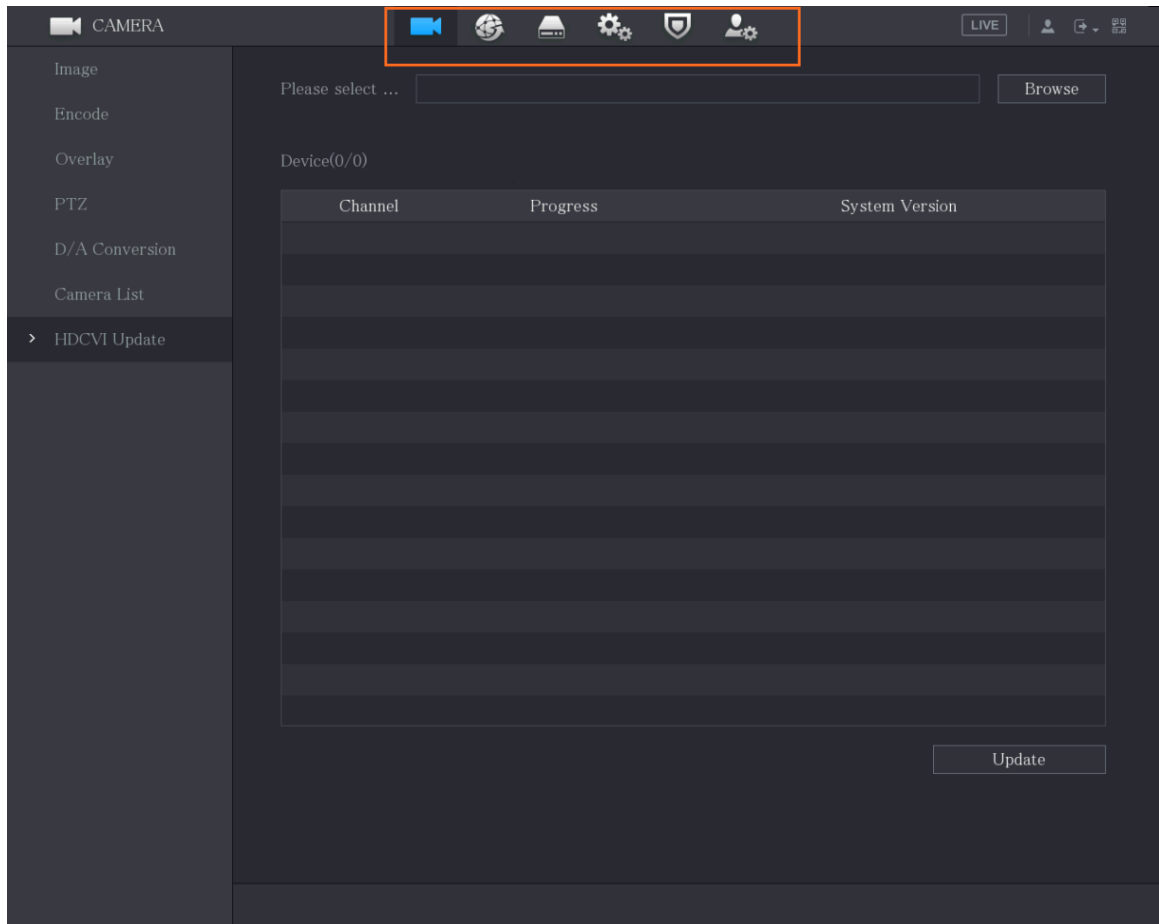 CAMERA
LIVE
Image
Encode
Overlay
PTZ
D/A Conversion
Camera List
HDCVI Update
Please select ...
Browse
Device(0/0)
Channel Progress System Version
Update